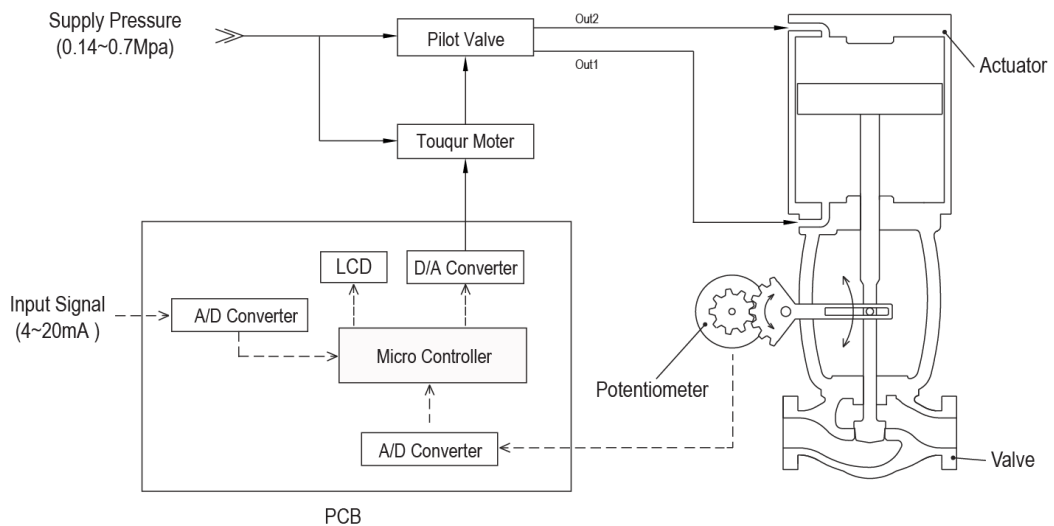 Supply Pressure
(0.14~0.7Mpa)
Pilot Valve
Out2
Out1
Actuator
Touqur Moter
LCD
D/A Converter
Input Signal
(4~20mA )
A/D Converter
Micro Controller
Potentiometer
A/D Converter
Valve
PCB